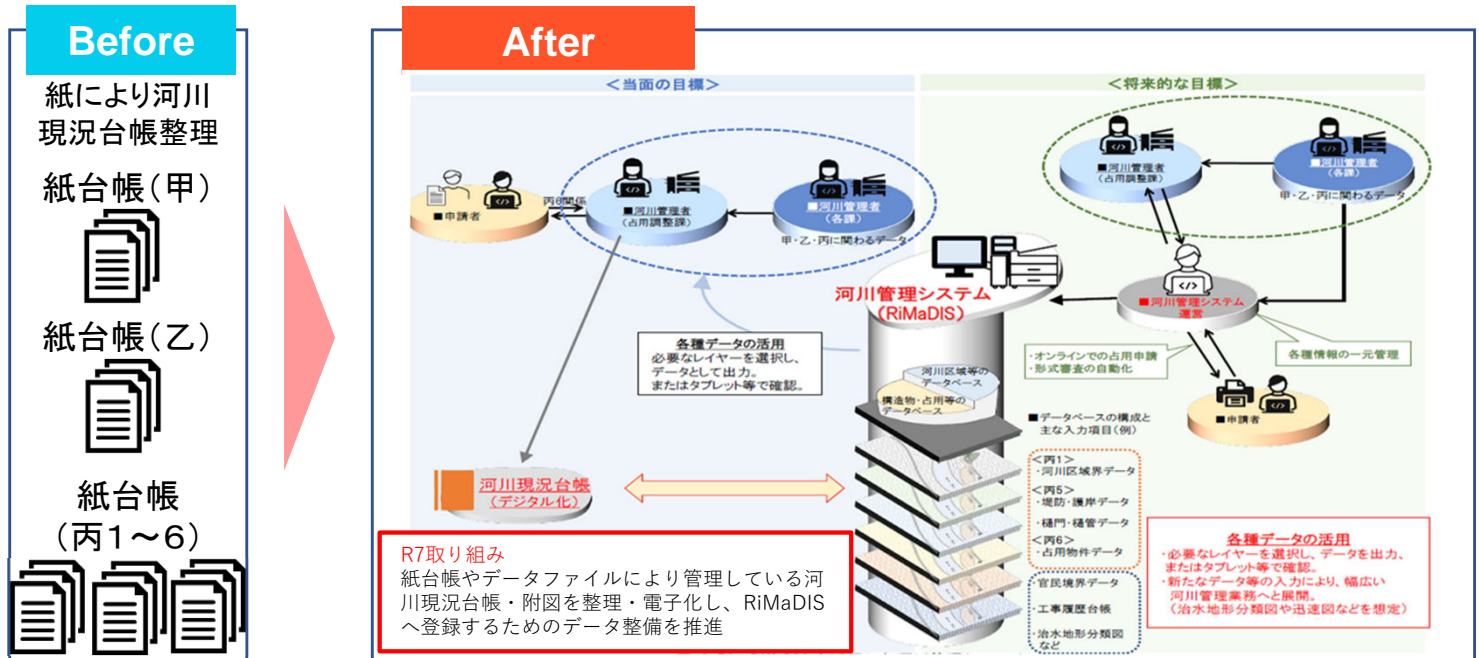 Before
紙により河川
現況台帳整理
紙台帳(甲)
紙台帳(乙)
紙台帳
(丙1～6)
After
＜当面の目標＞
■申請者
丙6関係
■河川管理者
(占用調整課)
■河川管理者
(各課)
甲・乙・丙に関わるデータ
各種データの活用
必要なレイヤーを選択し、
データとして出力。
またはタブレット等で確認。
河川現況台帳
(デジタル化)
R7取り組み
紙台帳やデータファイルにより管理している河
川現況台帳・附図を整理・電子化し、RiMaDIS
へ登録するためのデータ整備を推進
河川管理システム
(RiMaDIS)
河川区域等の
データベース
構造物・占用等の
データベース
＜将来的な目標＞
■河川管理者
(占用調整課)
■河川管理者
(各課)
甲・乙・丙に関わるデータ
■河川管理システム
運営
・オンラインでの占用申請
・形式審査の自動化
各種情報の一元管理
■申請者
■データベースの構成と
主な入力項目(例)
＜丙1＞
・河川区域界データ
＜丙5＞
・堤防・護岸データ
・樋門・樋管データ
＜丙6＞
・占用物件データ
・官民境界データ
・工事履歴台帳
・治水地形分類図
など
各種データの活用
・必要なレイヤーを選択し、データを出力、
またはタブレット等で確認。
・新たなデータ等の入力により、幅広い
河川管理業務へと展開。
(治水地形分類図や迅速図などを想定)